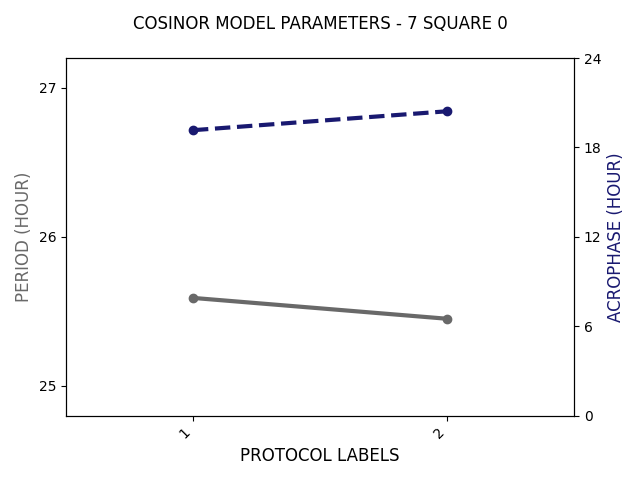 COSINOR MODEL PARAMETERS - 7 SQUARE 0
27
26
25
PERIOD (HOUR)
24
18
12
6
0
ACROPHASE (HOUR)
1
2
PROTOCOL LABELS